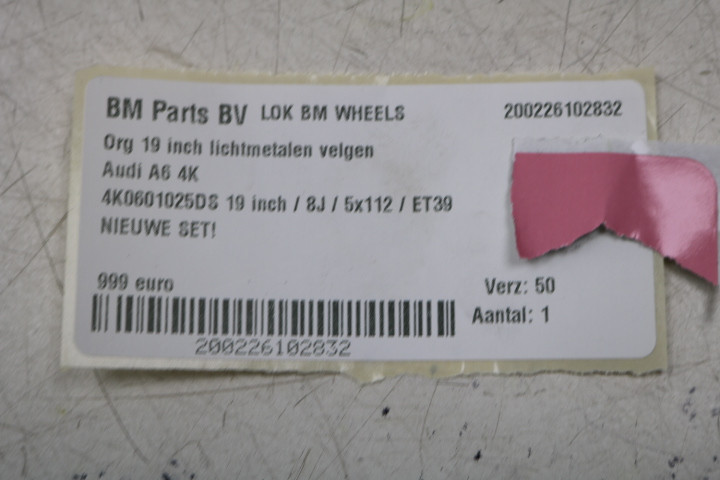 BM Parts BV LOK BM WHEELS 200226102832
Org 19 inch lichtmetalen velgen
Audi A6 4K
4K0601025DS 19 inch / 8J / 5x112 / ET39
NIEUWE SET!
999 euro Verz: 50
Aantal: 1
200226102832